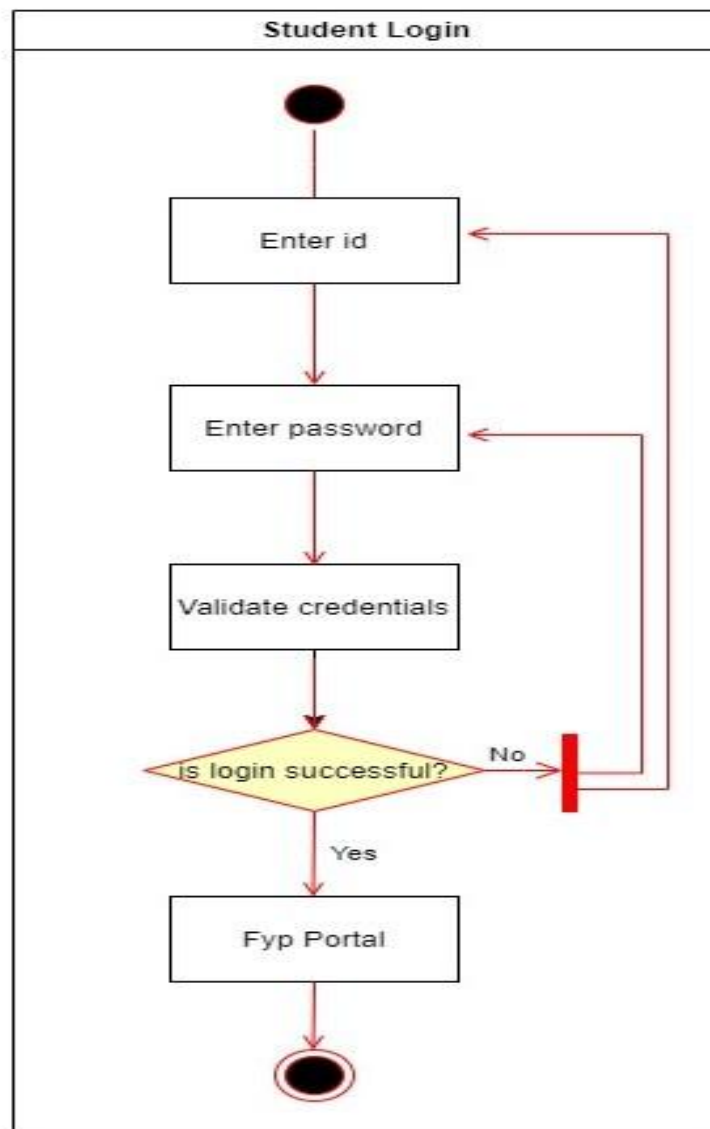 Student Login
Enter id
Enter password
Validate credentials
is login successful?
No
Yes
Fyp Portal